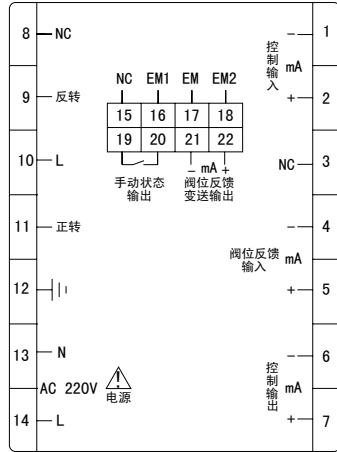 8 NC
9 反转
10 L
11 正转
12
13 N
AC 220V
电源
14 L
NC EM1 EM EM2
15 16 17 18
19 20 21 22
手动状态
输出
- mA +
阀位反馈
变送输出
- 1
控制输入
mA
+ 2
NC 3
- 4
阀位反馈
输入
mA
+ 5
- 6
控制输出
mA
+ 7